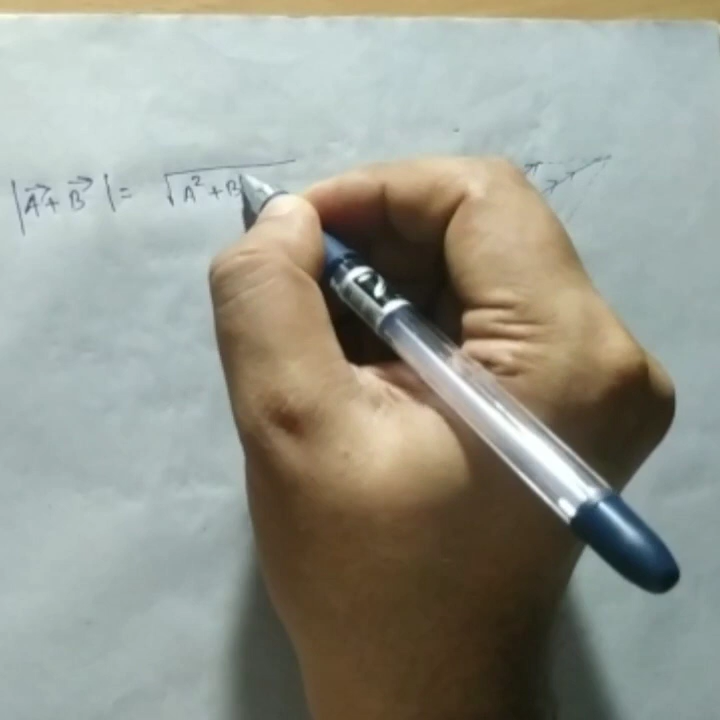 |A⃗ + B⃗| = √A² + B